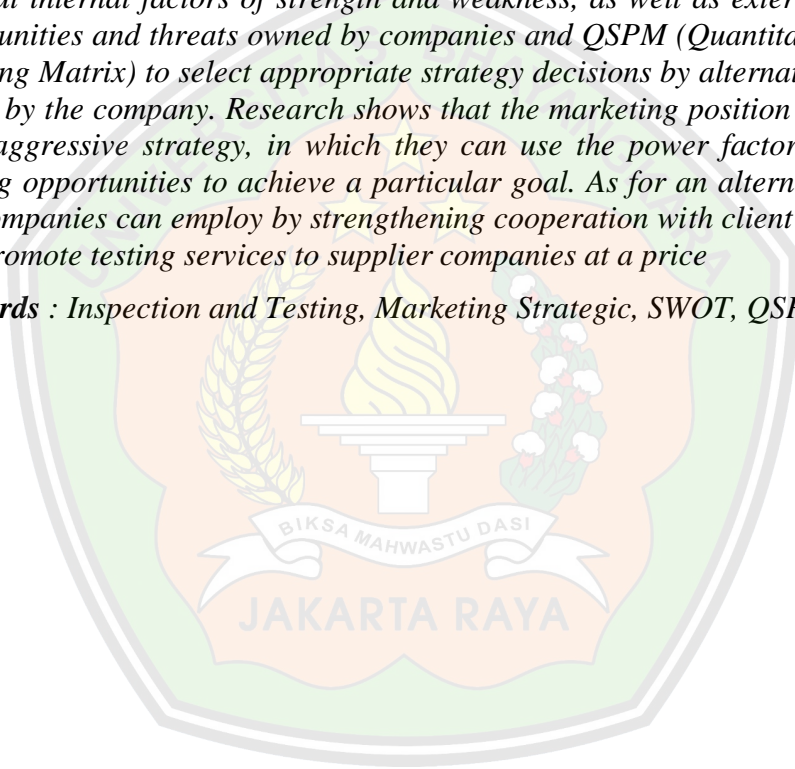 al internal factors of strength and weakness, as well as exter
unities and threats owned by companies and QSPM (Quantita
ng Matrix) to select appropriate strategy decisions by alternat
by the company. Research shows that the marketing position
aggressive strategy, in which they can use the power factor
g opportunities to achieve a particular goal. As for an altern
ompanies can employ by strengthening cooperation with client
romote testing services to supplier companies at a price
rds : Inspection and Testing, Marketing Strategic, SWOT, QSP
UNIVERSITAS BHAYANGKARA
BIKSA MAHWASTU DASI
JAKARTA RAYA